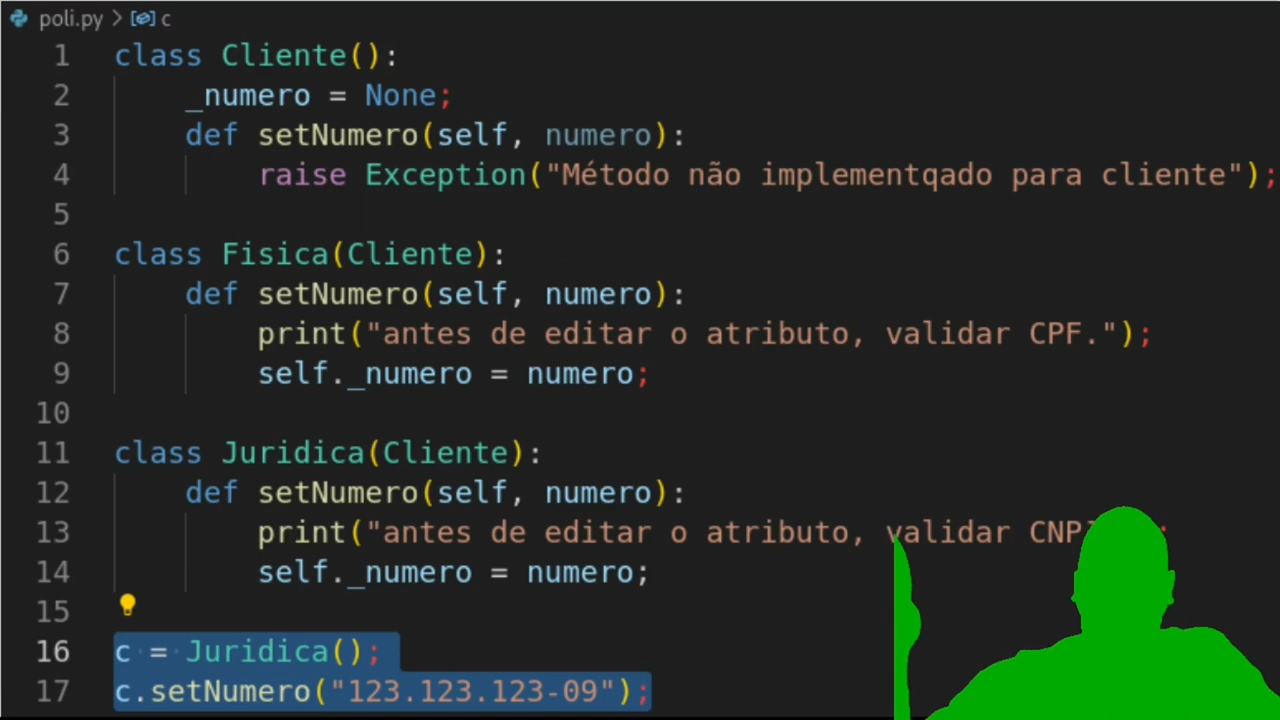 poli.py > c
1 class Cliente():
2 _numero = None;
3 def setNumero(self, numero):
4 raise Exception("Método não implementqado para cliente");
5
6 class Fisica(Cliente):
7 def setNumero(self, numero):
8 print("antes de editar o atributo, validar CPF.");
9 self._numero = numero;
10
11 class Juridica(Cliente):
12 def setNumero(self, numero):
13 print("antes de editar o atributo, validar
14 self._numero = numero;
15
16 c = Juridica();
17 c.setNumero("123.123.123-09");